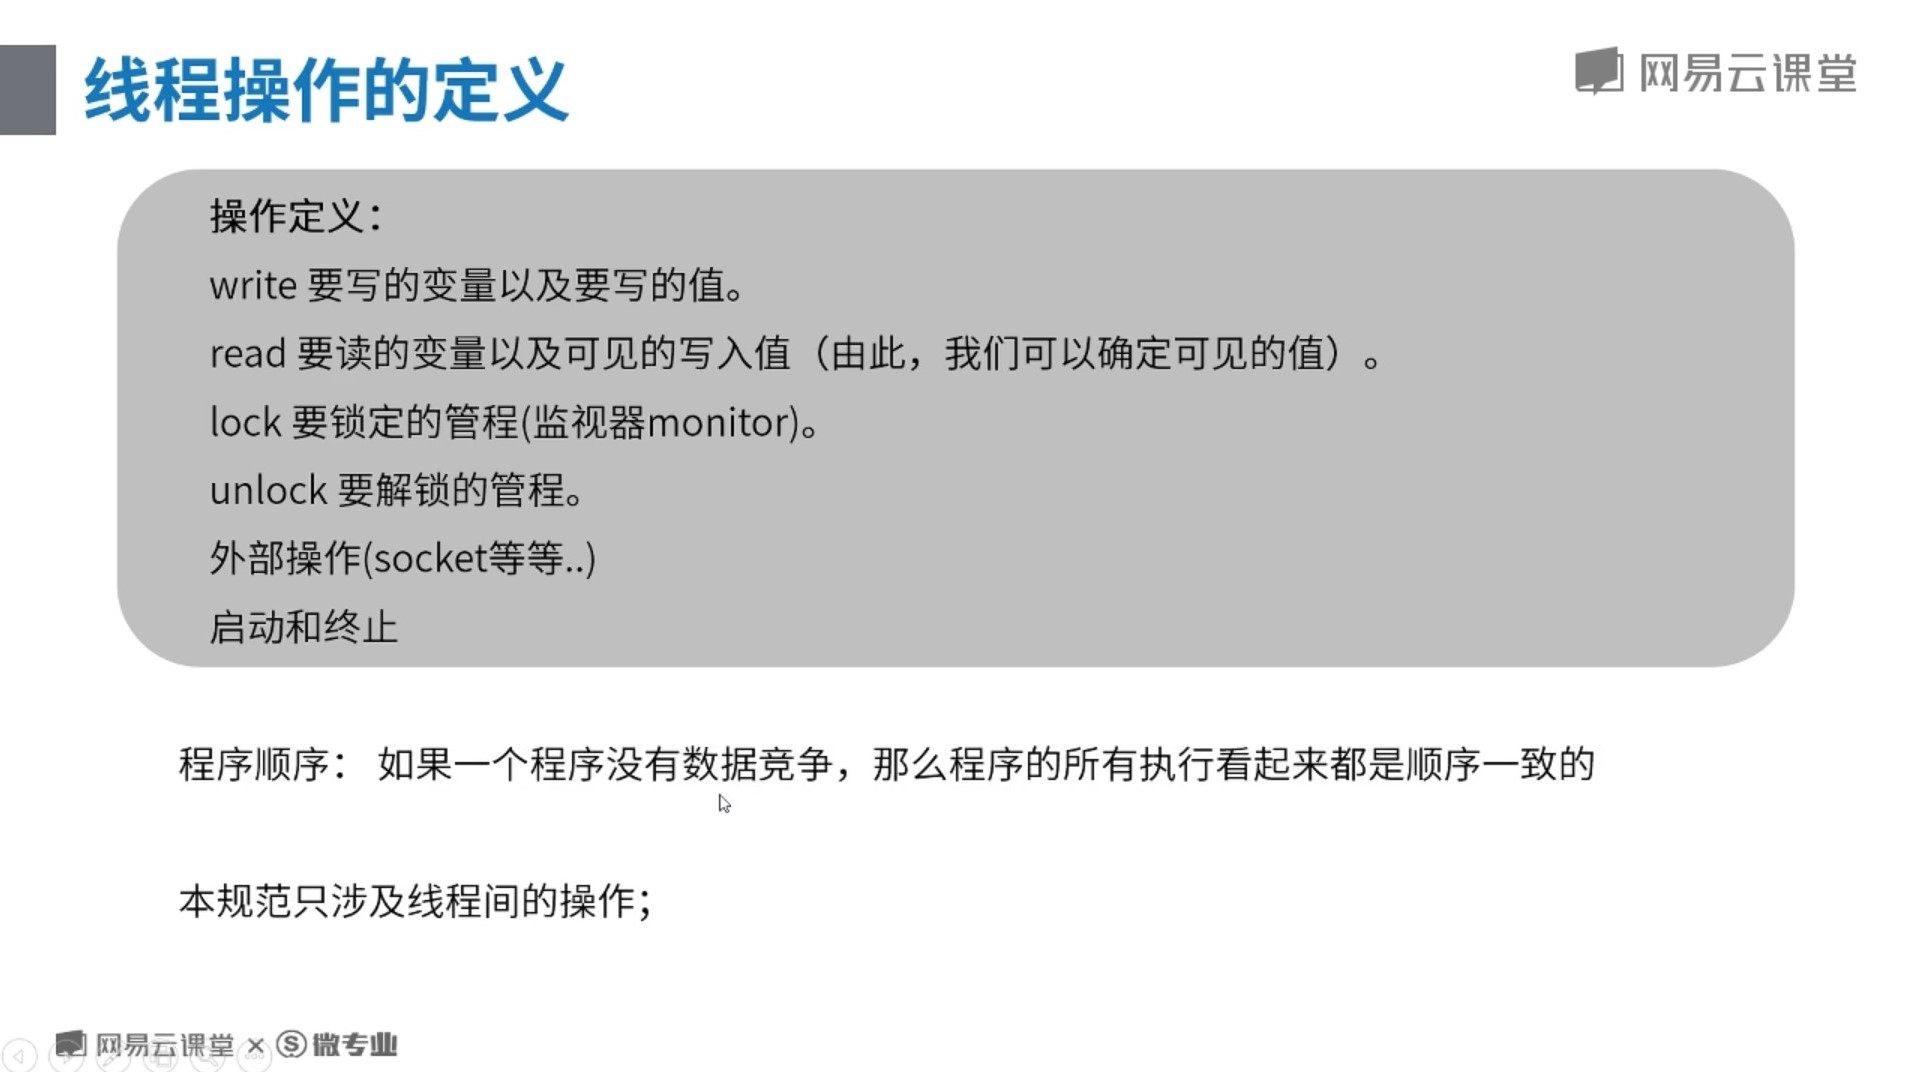 线程操作的定义
网易云课堂
操作定义：
write 要写的变量以及要写的值。
read 要读的变量以及可见的写入值（由此，我们可以确定可见的值）。
lock 要锁定的管程(监视器monitor)。
unlock 要解锁的管程。
外部操作(socket等等..)
启动和终止
程序顺序： 如果一个程序没有数据竞争，那么程序的所有执行看起来都是顺序一致的
本规范只涉及线程间的操作；
网易云课堂 × 微专业